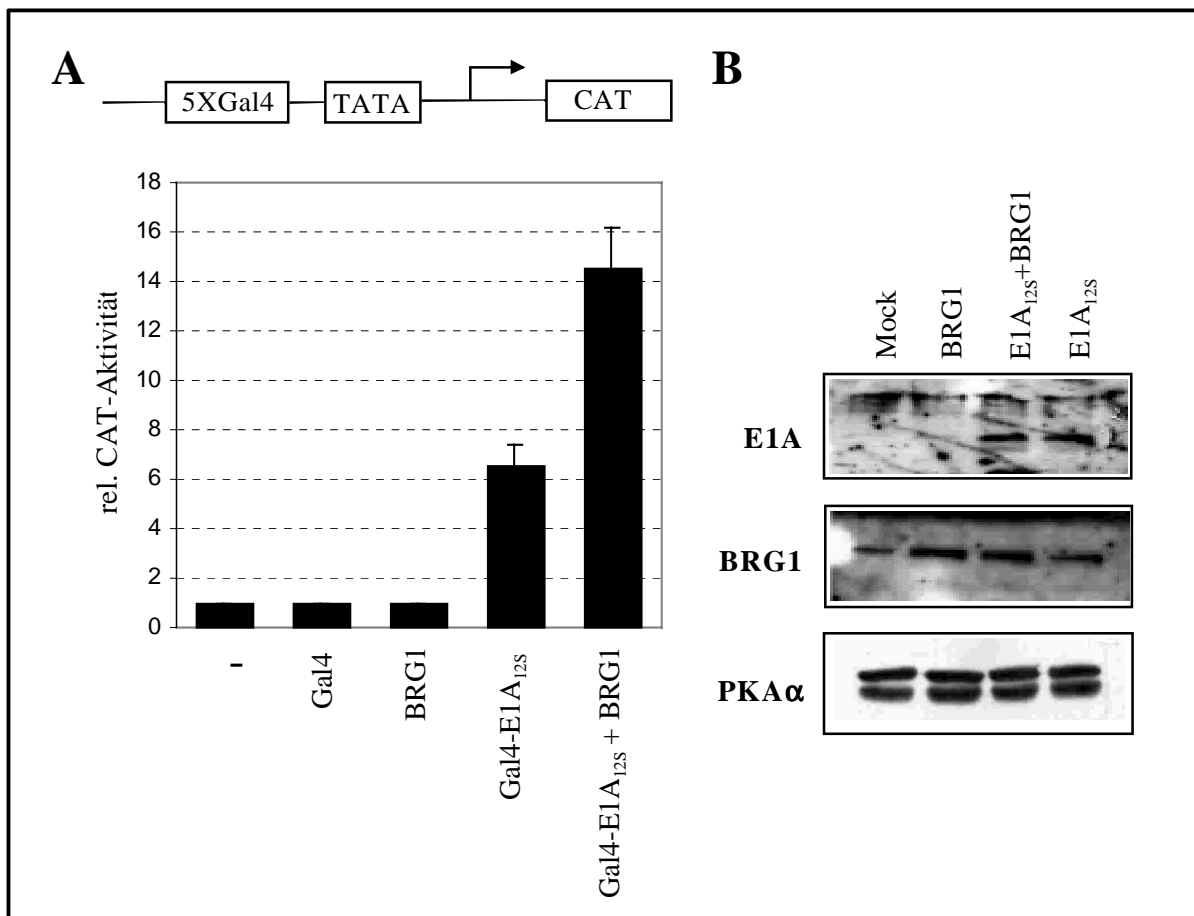 A
5XGal4 TATA CAT
rel. CAT-Aktivität
18
16
14
12
10
8
6
4
2
0
-
Gal4
BRG1
Gal4-E1A12S
Gal4-E1A12S + BRG1
B
Mock
BRG1
E1A12S+BRG1
E1A12S
E1A
BRG1
PKAα